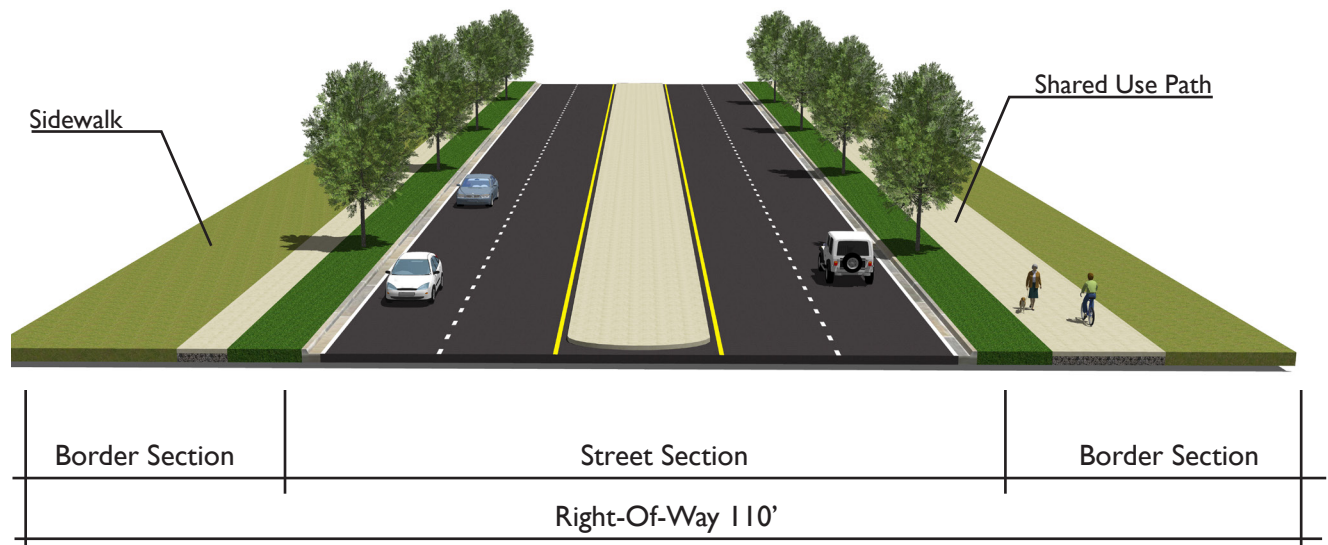 Sidewalk
Shared Use Path
Border Section
Street Section
Border Section
Right-Of-Way 110’